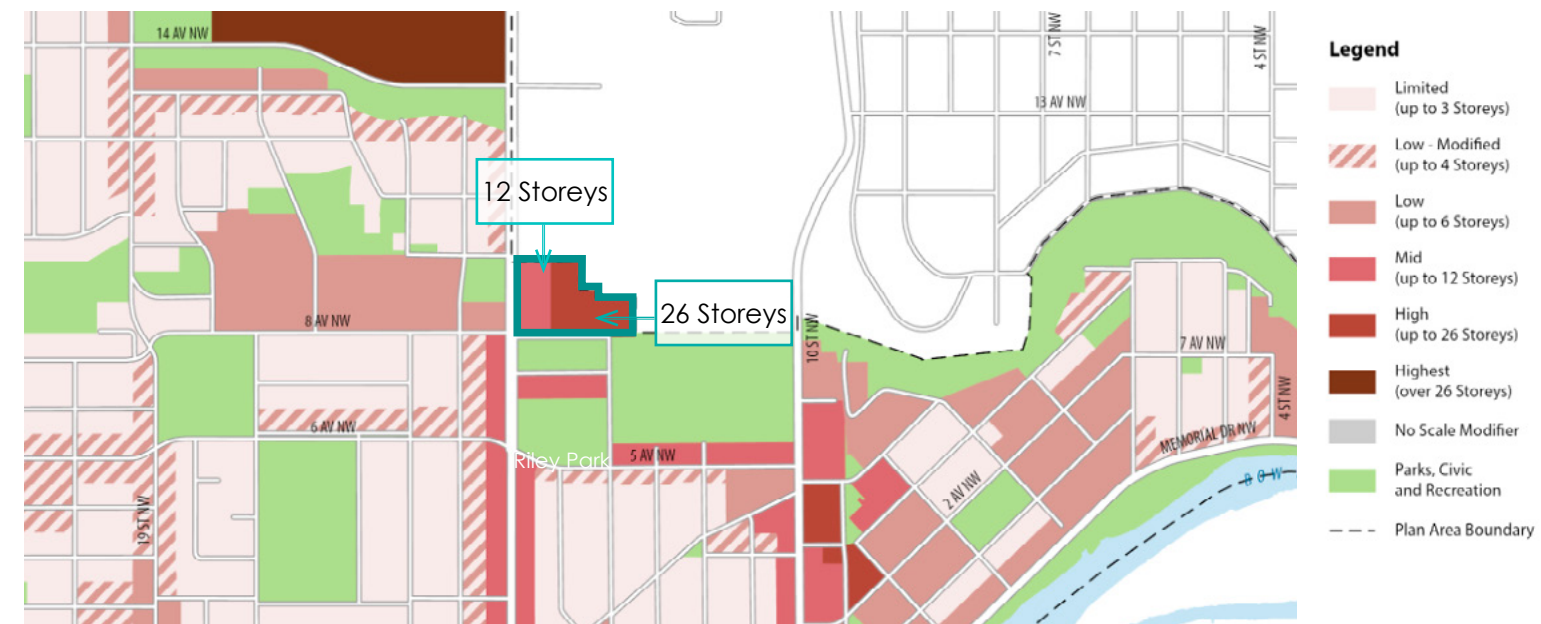 14 AV NW
7 ST NW
4 ST NW
13 AV NW
12 Storeys
26 Storeys
8 AV NW
10 ST NW
7 AV NW
4 ST NW
6 AV NW
MEMORIAL DR NW
Riley Park
5 AV NW
2 AV NW
BOW
19 ST NW
Legend
Limited
(up to 3 Storeys)
Low - Modified
(up to 4 Storeys)
Low
(up to 6 Storeys)
Mid
(up to 12 Storeys)
High
(up to 26 Storeys)
Highest
(over 26 Storeys)
No Scale Modifier
Parks, Civic
and Recreation
Plan Area Boundary